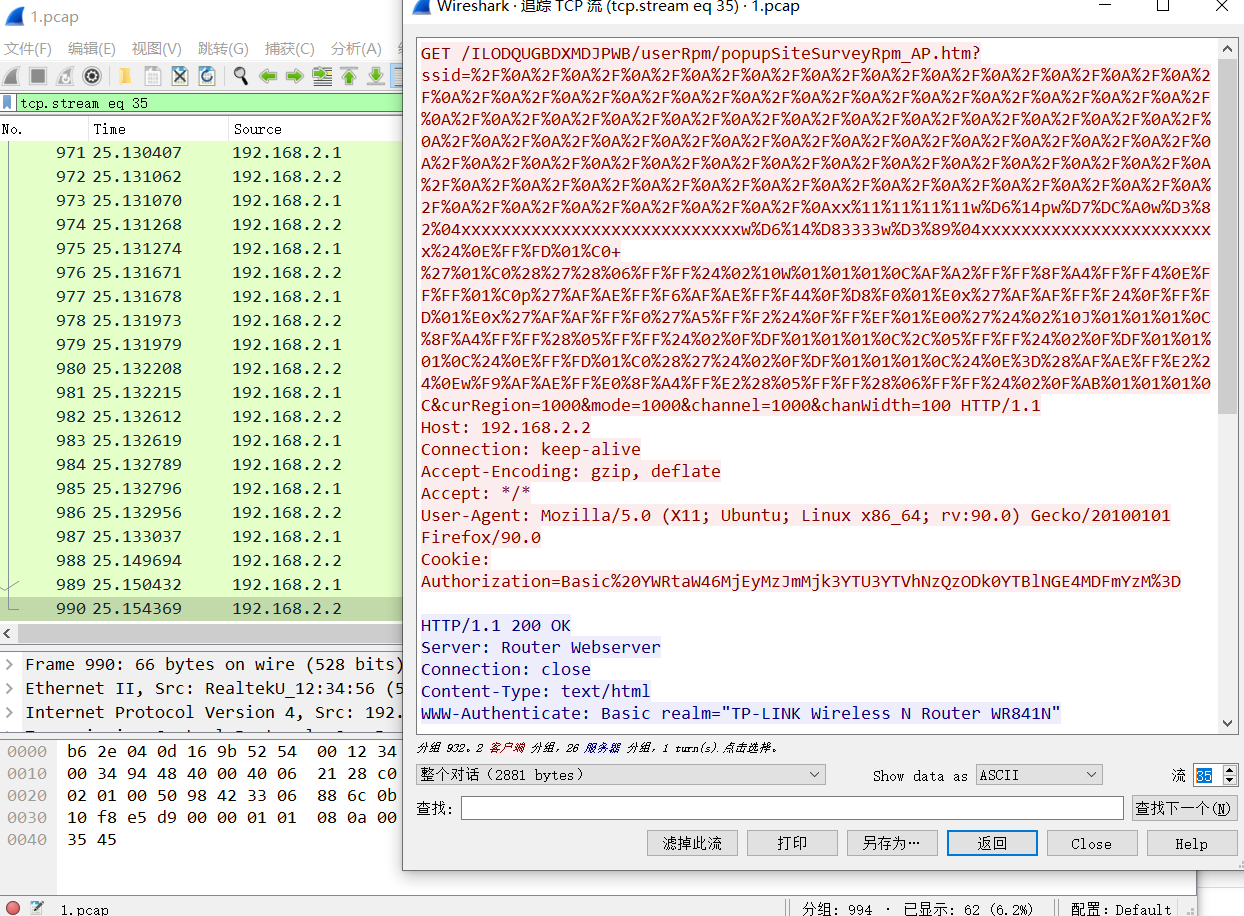 1.pcap
文件(F) 编辑(E) 视图(V) 跳转(G) 捕获(C) 分析(A)
tcp.stream eq 35
No. Time Source
971 25.130407 192.168.2.1
972 25.131062 192.168.2.2
973 25.131070 192.168.2.1
974 25.131268 192.168.2.2
975 25.131274 192.168.2.1
976 25.131671 192.168.2.2
977 25.131678 192.168.2.1
978 25.131973 192.168.2.2
979 25.131979 192.168.2.1
980 25.132208 192.168.2.2
981 25.132215 192.168.2.1
982 25.132612 192.168.2.2
983 25.132619 192.168.2.1
984 25.132789 192.168.2.2
985 25.132796 192.168.2.1
986 25.132956 192.168.2.2
987 25.133037 192.168.2.1
988 25.149694 192.168.2.2
989 25.150432 192.168.2.1
990 25.154369 192.168.2.2
Frame 990: 66 bytes on wire (528 bits)
Ethernet II, Src: RealtekU_12:34:56 (5
Internet Protocol Version 4, Src: 192.
0000 b6 2e 04 0d 16 9b 52 54 00 12 34
0010 00 34 94 48 40 00 40 06 21 28 c0
0020 02 01 00 50 98 42 33 06 88 6c 0b
0030 10 f8 e5 d9 00 00 01 01 08 0a 00
0040 35 45
1.pcap
Wireshark · 追踪 TCP 流 (tcp.stream eq 35) · 1.pcap
GET /ILODQUGBDXMDJPWB/userRpm/popupSiteSurveyRpm_AP.htm?
ssid=%2F%0A%2F%0A%2F%0A%2F%0A%2F%0A%2F%0A%2F%0A%2F%0A%2F%0A%2F%0A%2F%0A%2F%0A%2
F%0A%2F%0A%2F%0A%2F%0A%2F%0A%2F%0A%2F%0A%2F%0A%2F%0A%2F%0A%2F%0A%2F%0A%2F%0A%2F
%0A%2F%0A%2F%0A%2F%0A%2F%0A%2F%0A%2F%0A%2F%0A%2F%0A%2F%0A%2F%0A%2F%0A%2F%0A%2F%
0A%2F%0A%2F%0A%2F%0A%2F%0A%2F%0A%2F%0A%2F%0A%2F%0A%2F%0A%2F%0A%2F%0A%2F%0A%2F%0
A%2F%0A%2F%0A%2F%0A%2F%0A%2F%0A%2F%0A%2F%0A%2F%0A%2F%0A%2F%0A%2F%0A%2F%0A%2F%0A
%2F%0A%2F%0A%2F%0A%2F%0A%2F%0A%2F%0A%2F%0A%2F%0A%2F%0A%2F%0A%2F%0A%2F%0A%2F%0A%
2F%0A%2F%0A%2F%0A%2F%0A%2F%0A%2F%0A%2F%0Axx%11%11%11%11w%D6%14pw%D7%DC%A0w%D3%8
2%04xxxxxxxxxxxxxxxxxxxxxxxxxxxxw%D6%14%D83333w%D3%89%04xxxxxxxxxxxxxxxxxxxxxxx
x%24%0E%FF%FD%01%C0+
%27%01%C0%28%27%28%06%FF%FF%24%02%10W%01%01%01%0C%AF%A2%FF%FF%8F%A4%FF%FF4%0E%F
F%FF%01%C0p%27%AF%AE%FF%F6%AF%AE%FF%F44%0F%D8%F0%01%E0x%27%AF%AF%FF%F24%0F%FF%F
D%01%E0x%27%AF%AF%FF%F0%27%A5%FF%F2%24%0F%FF%EF%01%E00%27%24%02%10J%01%01%01%0C
%8F%A4%FF%FF%28%05%FF%FF%24%02%0F%DF%01%01%01%0C%2C%05%FF%FF%24%02%0F%DF%01%01%
01%0C%24%0E%FF%FD%01%C0%28%27%24%02%0F%DF%01%01%01%0C%24%0E%3D%28%AF%AE%FF%E2%2
4%0Ew%F9%AF%AE%FF%E0%8F%A4%FF%E2%28%05%FF%FF%28%06%FF%FF%24%02%0F%AB%01%01%01%0
C&curRegion=1000&mode=1000&channel=1000&chanWidth=100 HTTP/1.1
Host: 192.168.2.2
Connection: keep-alive
Accept-Encoding: gzip, deflate
Accept: */*
User-Agent: Mozilla/5.0 (X11; Ubuntu; Linux x86_64; rv:90.0) Gecko/20100101
Firefox/90.0
Cookie:
Authorization=Basic%20YWRtaW46MjEyMzJmMjk3YTU3YTVhNzQzODk0YTBlNGE4MDFmYzM%3D
HTTP/1.1 200 OK
Server: Router Webserver
Connection: close
Content-Type: text/html
WWW-Authenticate: Basic realm="TP-LINK Wireless N Router WR841N"
分组 932。2 客户端 分组, 26 服务器 分组, 1 turn(s).点击选择。
整个对话 (2881 bytes) Show data as ASCII 流 35
查找: 查找下一个(N)
滤掉此流 打印 另存为… 返回 Close Help
分组: 994 · 已显示: 62 (6.2%) 配置: Default